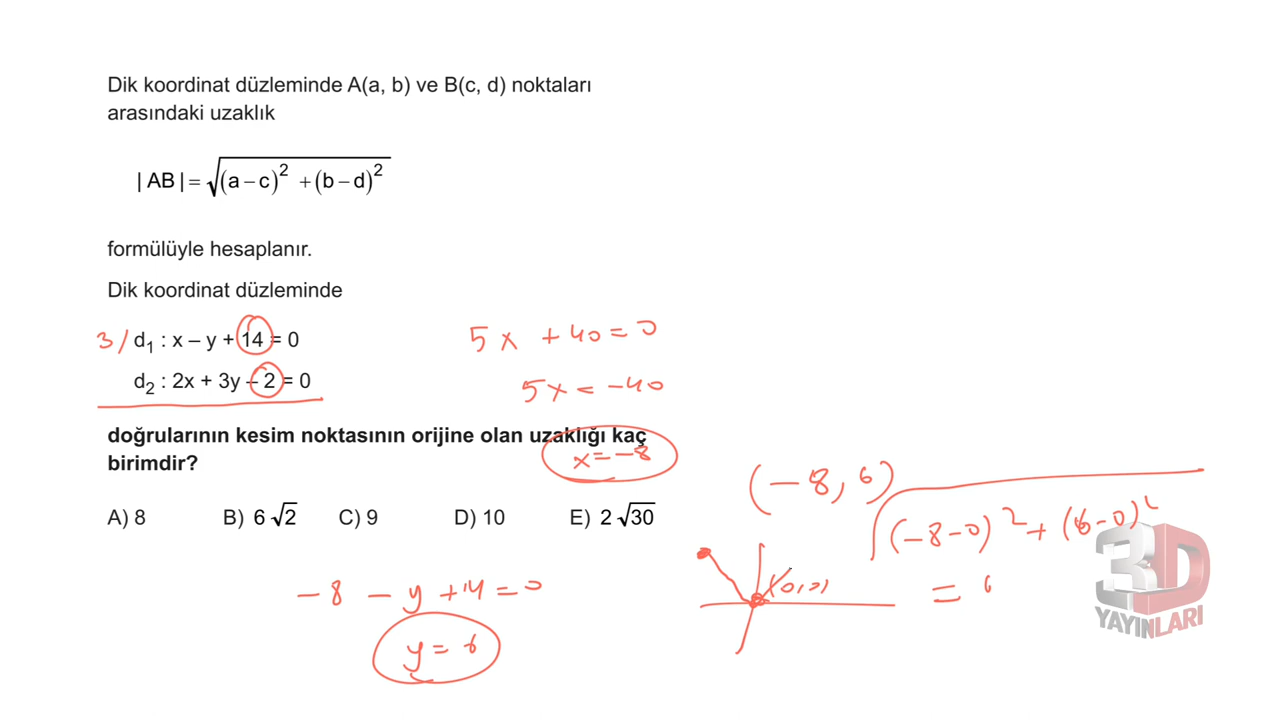 Dik koordinat düzleminde A(a, b) ve B(c, d) noktaları
arasındaki uzaklık
| AB | = √(a − c)² + (b − d)²
formülüyle hesaplanır.
Dik koordinat düzleminde
3/ d₁ : x – y + 14 = 0
d₂ : 2x + 3y – 2 = 0
5x + 40 = 0
5x = -40
x = -8
doğrularının kesim noktasının orijine olan uzaklığı kaç
birimdir?
A) 8 B) 6√2 C) 9 D) 10 E) 2√30
-8 - y + 14 = 0
y = 6
(-8, 6)
√(-8-0)² + (6-0)²
(0,0)
=
3D
YAYINLARI